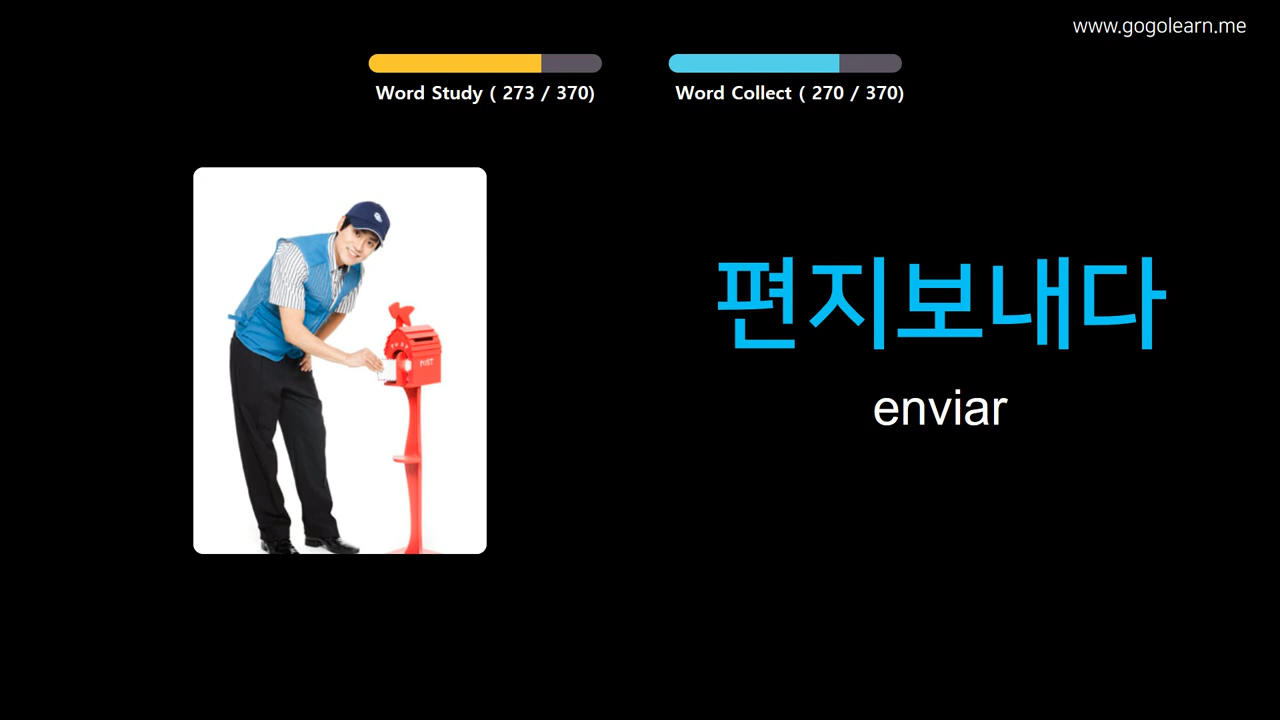 www.gogolearn.me
Word Study ( 273 / 370)
Word Collect ( 270 / 370)
POST
편지보내다
enviar